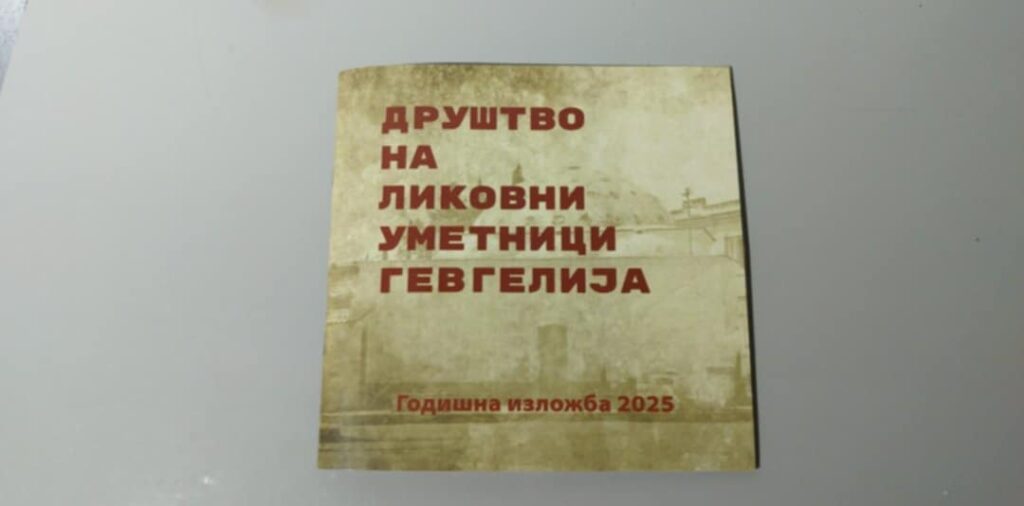 ДРУШТВО
НА
ЛИКОВНИ
УМЕТНИЦИ
ГЕВГЕЛИЈА
Годишна изложба 2025